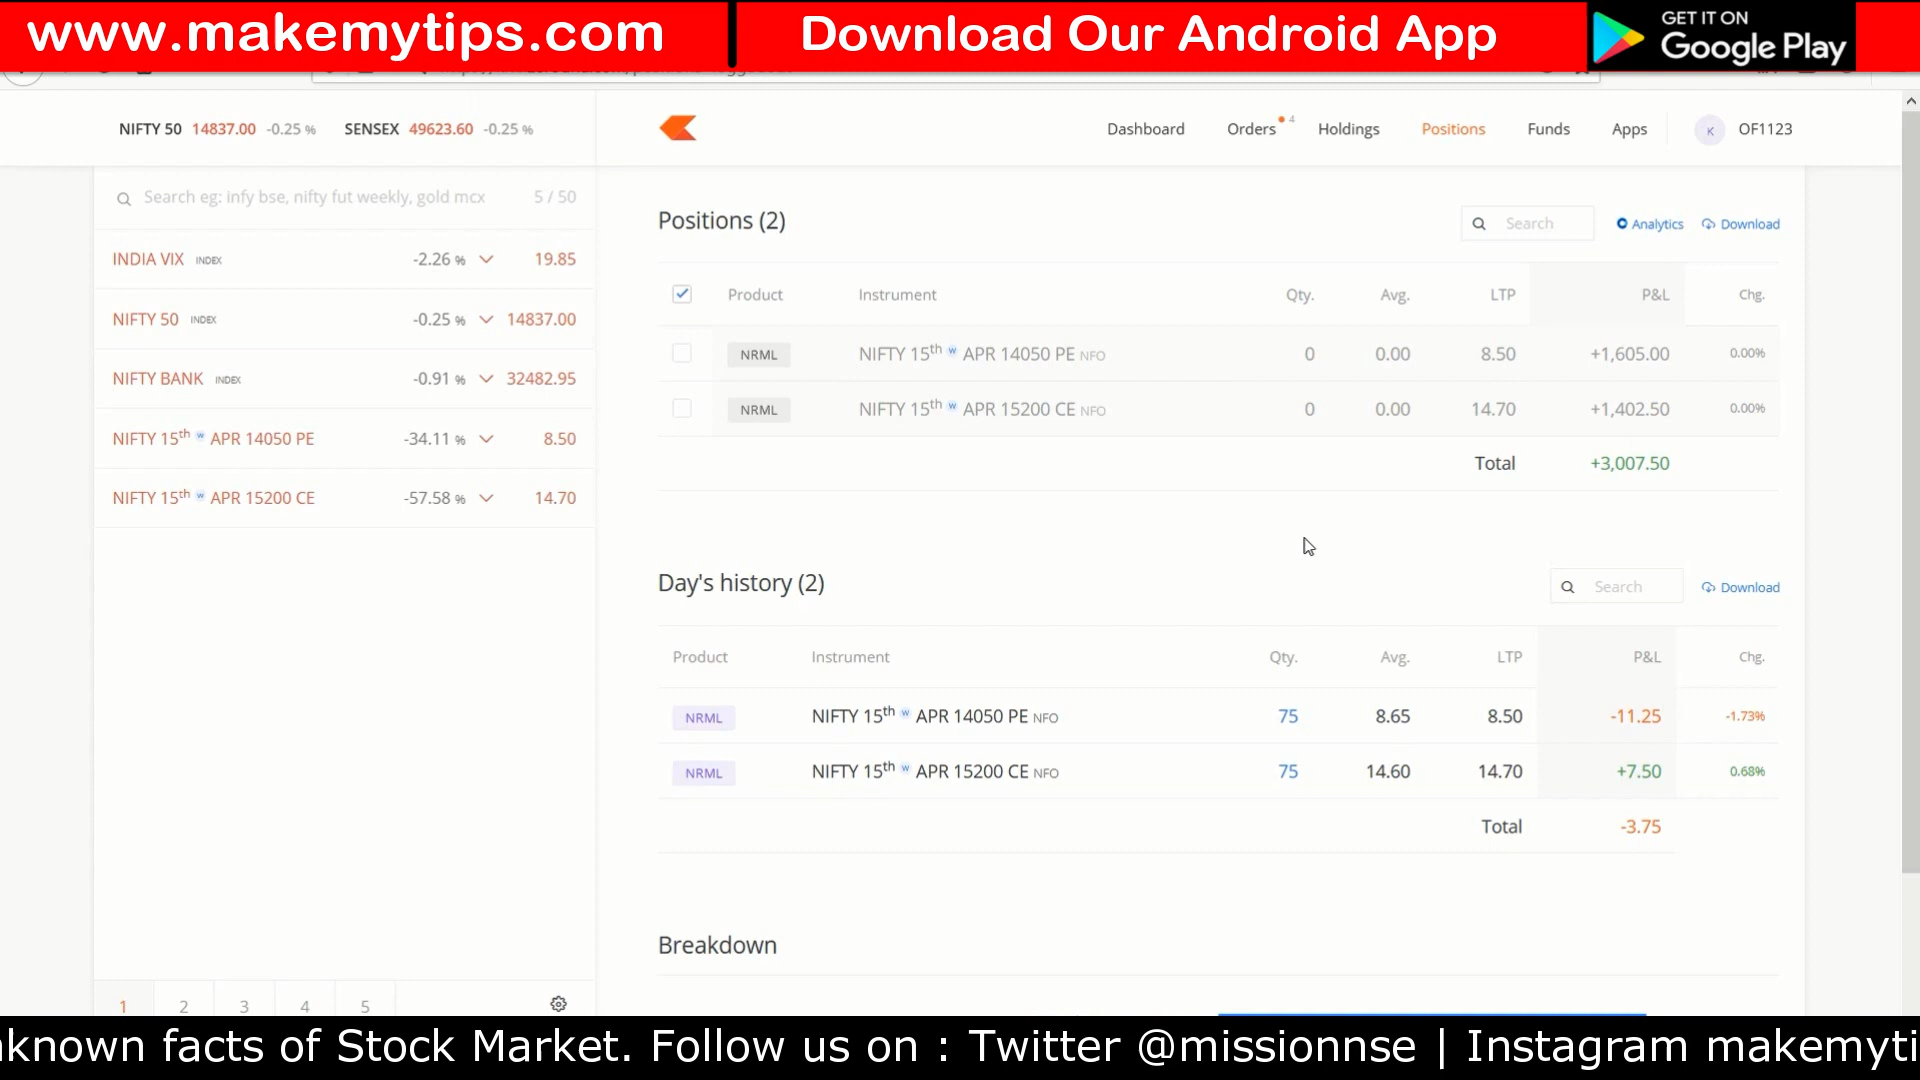 www.makemytips.com
Download Our Android App
GET IT ON
Google Play
NIFTY 50 14837.00 -0.25 % SENSEX 49623.60 -0.25 %
Dashboard Orders 4 Holdings Positions Funds Apps K OF1123
Search eg: infy bse, nifty fut weekly, gold mcx 5 / 50
INDIA VIX INDEX -2.26 % 19.85
NIFTY 50 INDEX -0.25 % 14837.00
NIFTY BANK INDEX -0.91 % 32482.95
NIFTY 15th w APR 14050 PE -34.11 % 8.50
NIFTY 15th w APR 15200 CE -57.58 % 14.70
1 2 3 4 5
Positions (2) Search Analytics Download
Product Instrument Qty. Avg. LTP P&L Chg.
NRML NIFTY 15th w APR 14050 PE NFO 0 0.00 8.50 +1,605.00 0.00%
NRML NIFTY 15th w APR 15200 CE NFO 0 0.00 14.70 +1,402.50 0.00%
Total +3,007.50
Day's history (2) Search Download
Product Instrument Qty. Avg. LTP P&L Chg.
NRML NIFTY 15th w APR 14050 PE NFO 75 8.65 8.50 -11.25 -1.73%
NRML NIFTY 15th w APR 15200 CE NFO 75 14.60 14.70 +7.50 0.68%
Total -3.75
Breakdown
known facts of Stock Market. Follow us on : Twitter @missionnse | Instagram makemyti